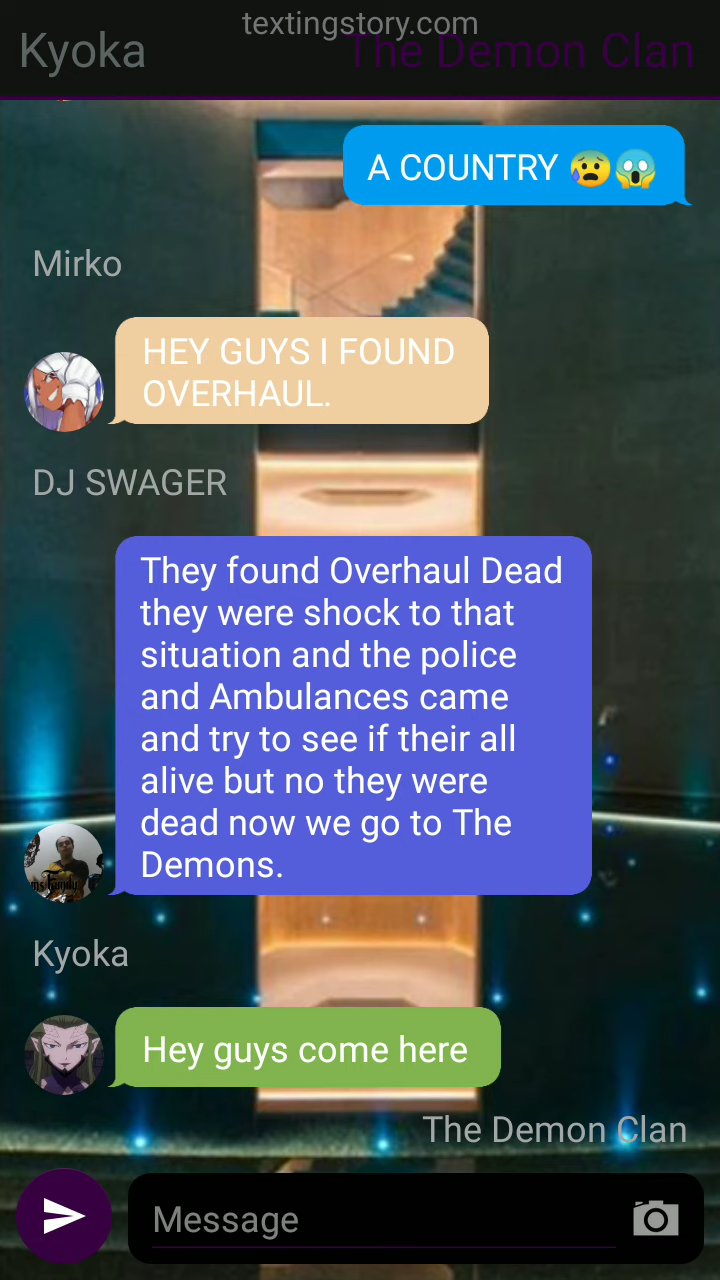 textingstory.com
Kyoka
The Demon Clan
A COUNTRY 😰😱
Mirko
HEY GUYS I FOUND
OVERHAUL.
DJ SWAGER
They found Overhaul Dead
they were shock to that
situation and the police
and Ambulances came
and try to see if their all
alive but no they were
dead now we go to The
Demons.
Kyoka
Hey guys come here
The Demon Clan
Message